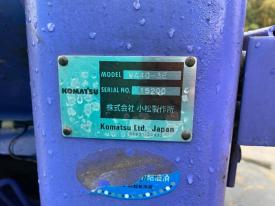 MODEL WA40-3E
KOMATSU SERIAL NO. 15200
株式会社 小松製作所
Komatsu Ltd. Japan